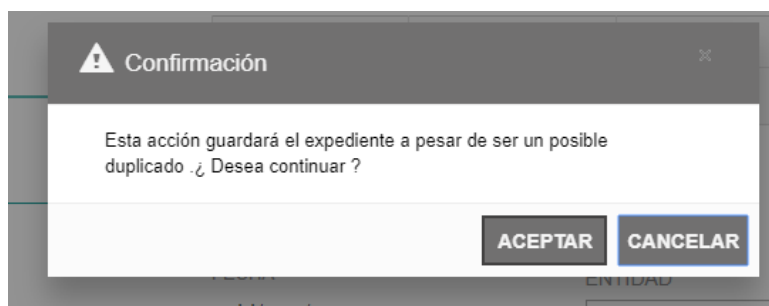 Confirmación
Esta acción guardará el expediente a pesar de ser un posible
duplicado .¿ Desea continuar ?
ACEPTAR CANCELAR
ENTIDAD